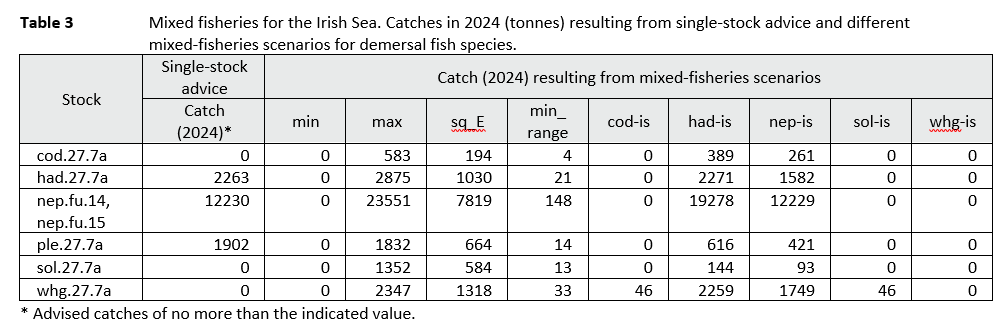 Table 3 Mixed fisheries for the Irish Sea. Catches in 2024 (tonnes) resulting from single-stock advice and different
mixed-fisheries scenarios for demersal fish species.
Stock Single-stock advice Catch (2024) resulting from mixed-fisheries scenarios
Catch (2024)* min max sq_E min_range cod-is had-is nep-is sol-is whg-is
cod.27.7a 0 0 583 194 4 0 389 261 0 0
had.27.7a 2263 0 2875 1030 21 0 2271 1582 0 0
nep.fu.14, 12230 0 23551 7819 148 0 19278 12229 0 0
nep.fu.15
ple.27.7a 1902 0 1832 664 14 0 616 421 0 0
sol.27.7a 0 0 1352 584 13 0 144 93 0 0
whg.27.7a 0 0 2347 1318 33 46 2259 1749 46 0
* Advised catches of no more than the indicated value.